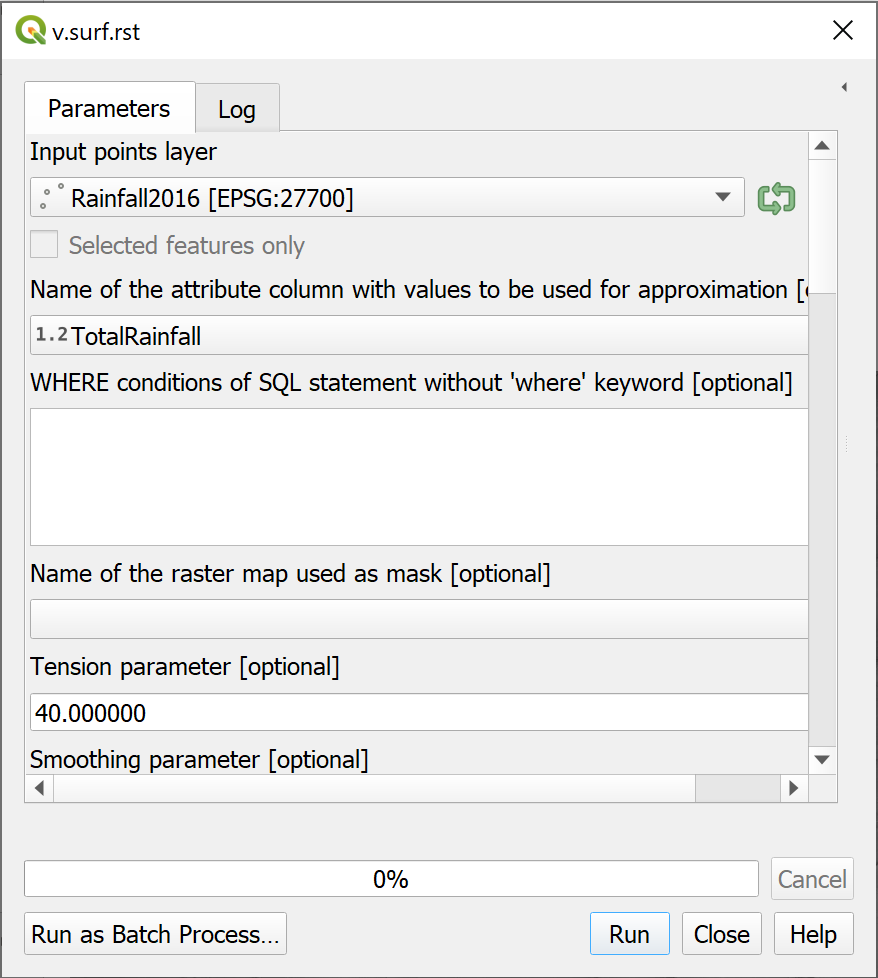 v.surf.rst
Parameters
Log
Input points layer
Rainfall2016 [EPSG:27700]
Selected features only
Name of the attribute column with values to be used for approximation [
1.2 TotalRainfall
WHERE conditions of SQL statement without 'where' keyword [optional]
Name of the raster map used as mask [optional]
Tension parameter [optional]
40.000000
Smoothing parameter [optional]
0%
Cancel
Run as Batch Process...
Run
Close
Help